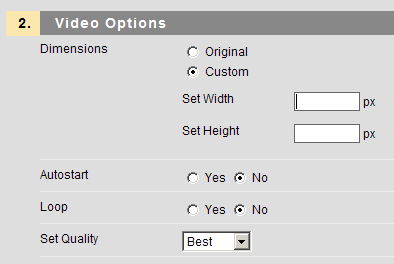 2. Video Options
Dimensions Original
Custom
Set Width px
Set Height px
Autostart Yes No
Loop Yes No
Set Quality Best